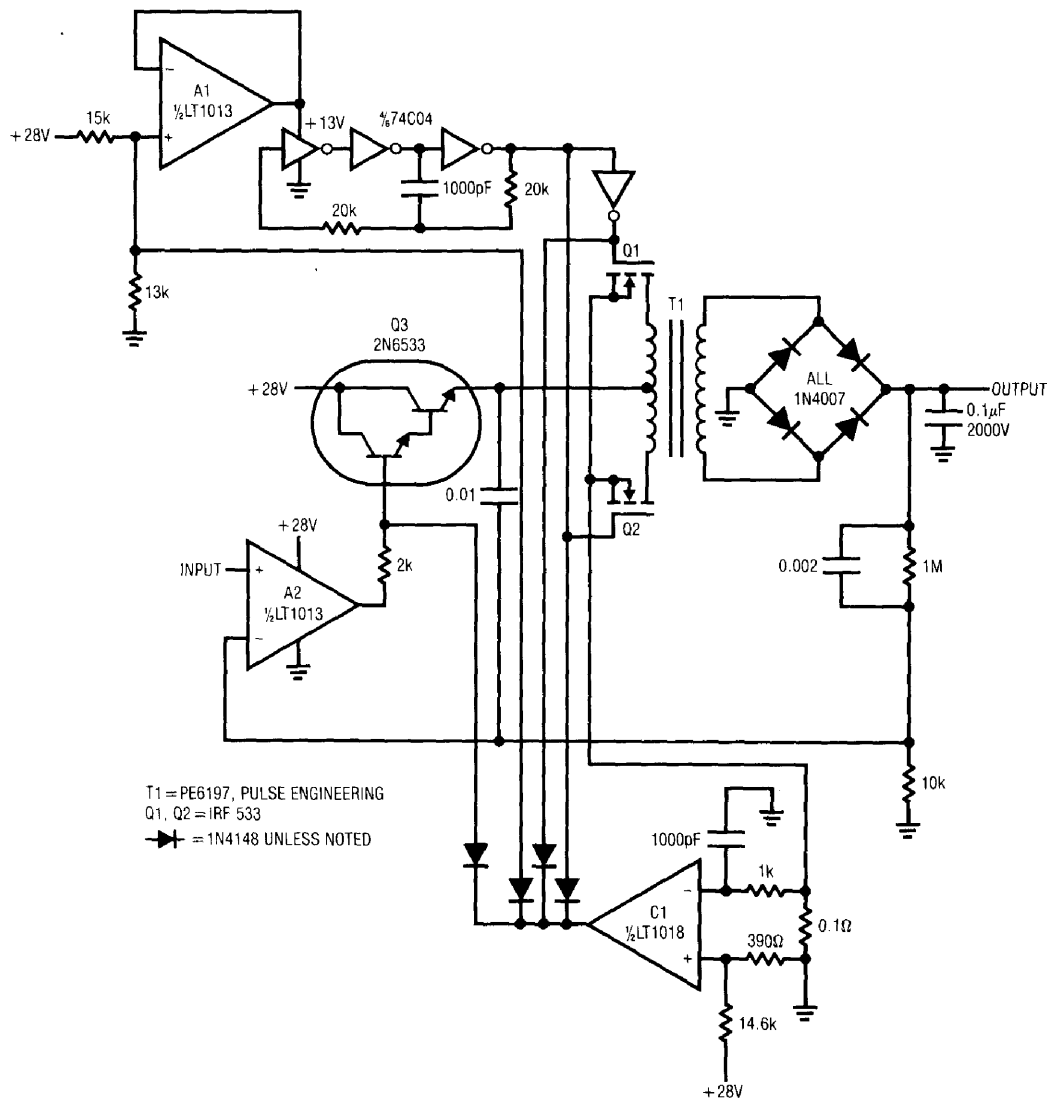 A1
½LT1013
15k
+28V
+13V
⅘74C04
1000pF
20k
20k
13k
Q1
T1
Q3
2N6533
+28V
ALL
1N4007
OUTPUT
0.1µF
2000V
0.01
Q2
+28V
2k
INPUT
A2
½LT1013
0.002
1M
10k
T1=PE6197, PULSE ENGINEERING
Q1, Q2=IRF 533
=1N4148 UNLESS NOTED
1000pF
1k
C1
½LT1018
0.1Ω
390Ω
14.6k
+28V